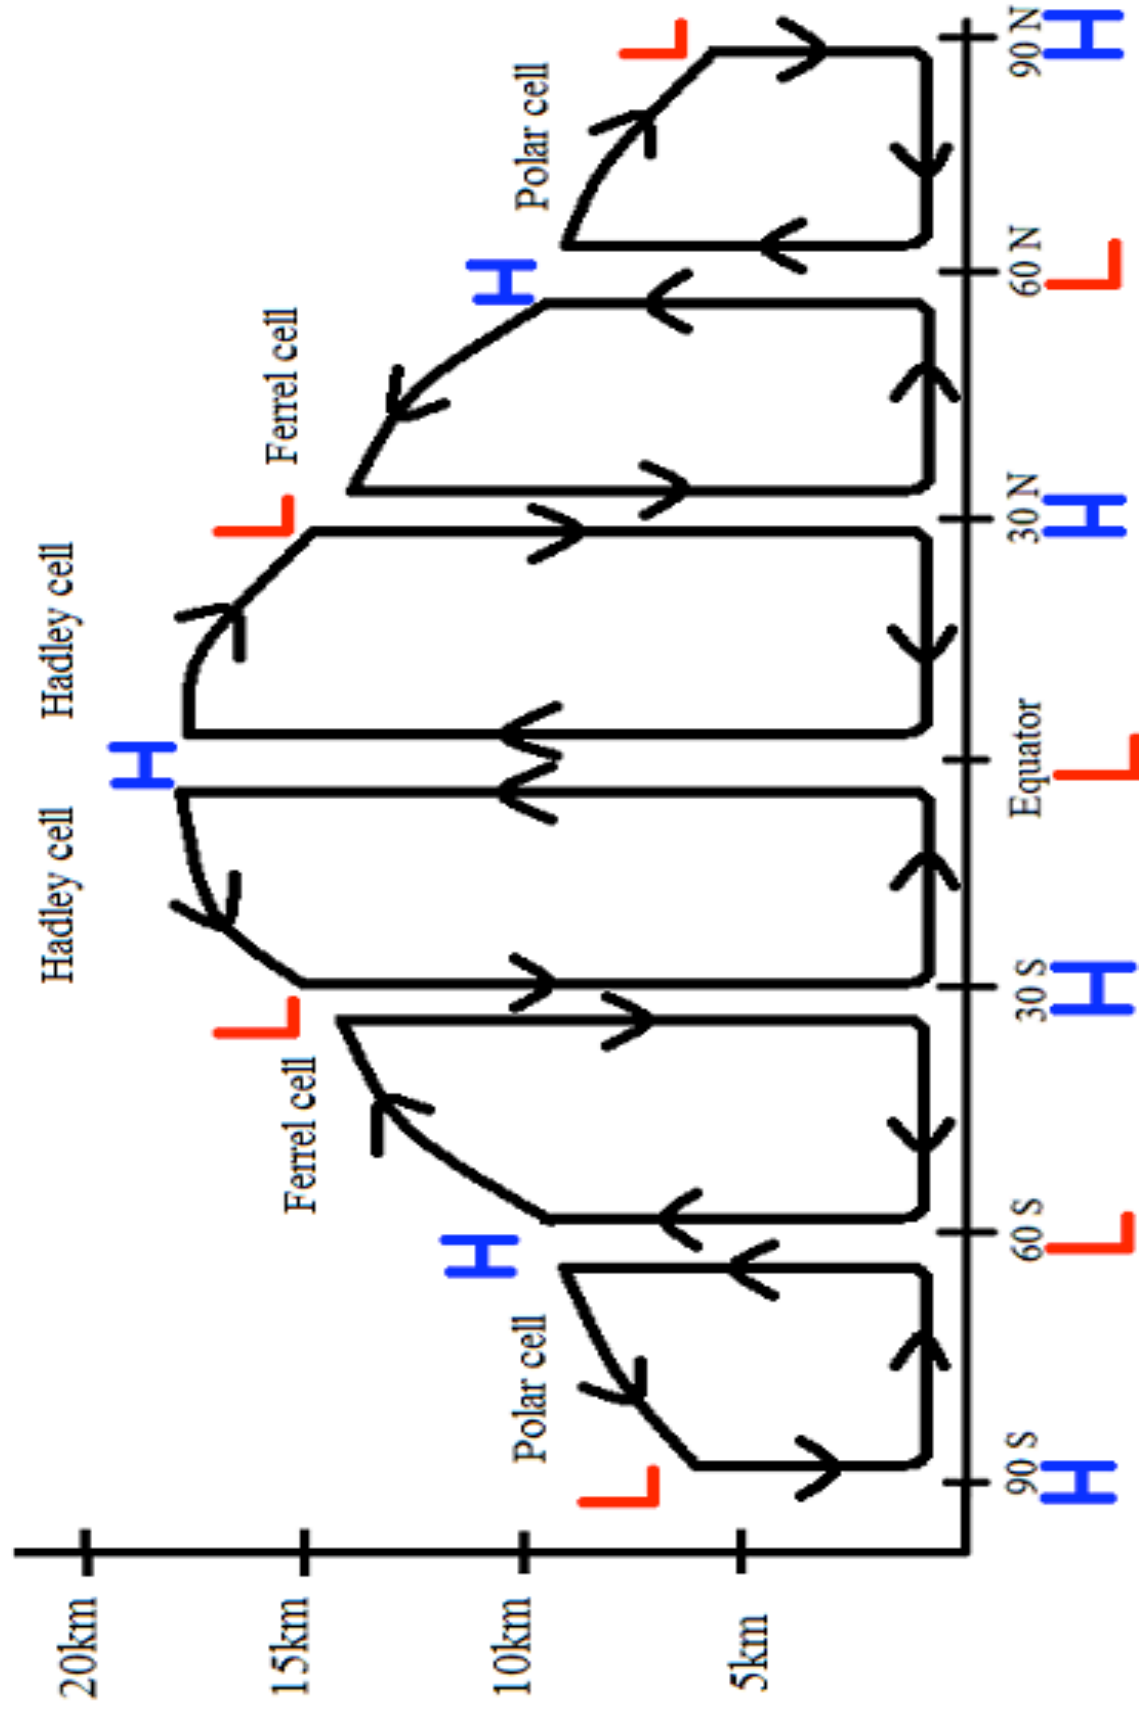 Hadley cell
Hadley cell
L
H
L
Ferrel cell
Ferrel cell
H
H
Polar cell
Polar cell
L
L
20km
15km
10km
5km
90 S
60 S
30 S
Equator
30 N
60 N
90 N
H
L
H
L
H
L
H